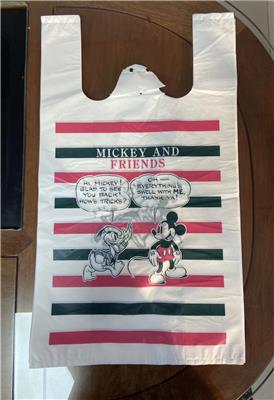 MICKEY AND
FRIENDS
HI, MICKEY!
GLAD TO SEE
YOU BACK!
HOW'S TRICKS?
OH —
EVERYTHING'S
SWELL WITH ME,
THANK-YA!